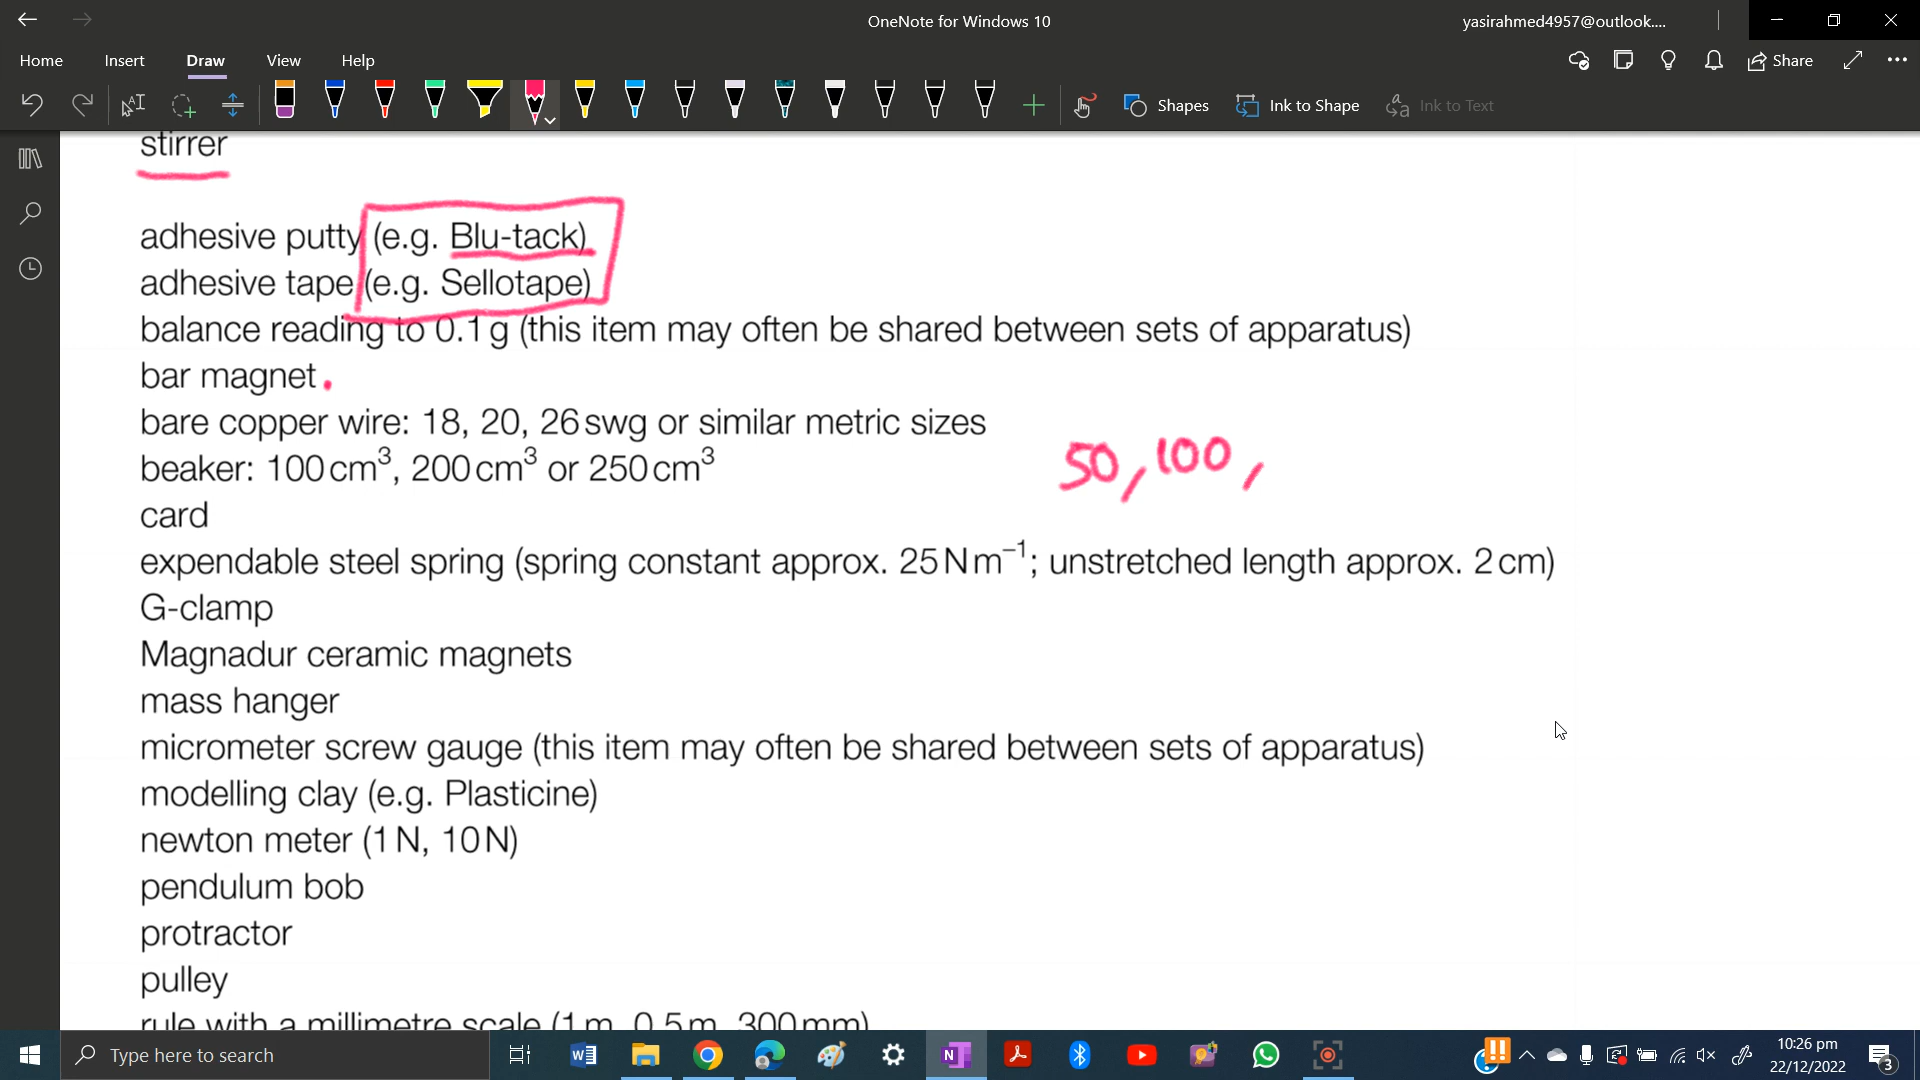 OneNote for Windows 10
yasirahmed4957@outlook....
Home Insert Draw View Help
Share
Shapes Ink to Shape Ink to Text
stirrer
adhesive putty (e.g. Blu-tack)
adhesive tape (e.g. Sellotape)
balance reading to 0.1 g (this item may often be shared between sets of apparatus)
bar magnet
bare copper wire: 18, 20, 26 swg or similar metric sizes
50, 100,
beaker: 100 cm³, 200 cm³ or 250 cm³
card
expendable steel spring (spring constant approx. 25 N m⁻¹; unstretched length approx. 2 cm)
G-clamp
Magnadur ceramic magnets
mass hanger
micrometer screw gauge (this item may often be shared between sets of apparatus)
modelling clay (e.g. Plasticine)
newton meter (1 N, 10 N)
pendulum bob
protractor
pulley
rule with a millimetre scale (1 m, 0.5 m, 300 mm)
Type here to search
10:26 pm
22/12/2022
3